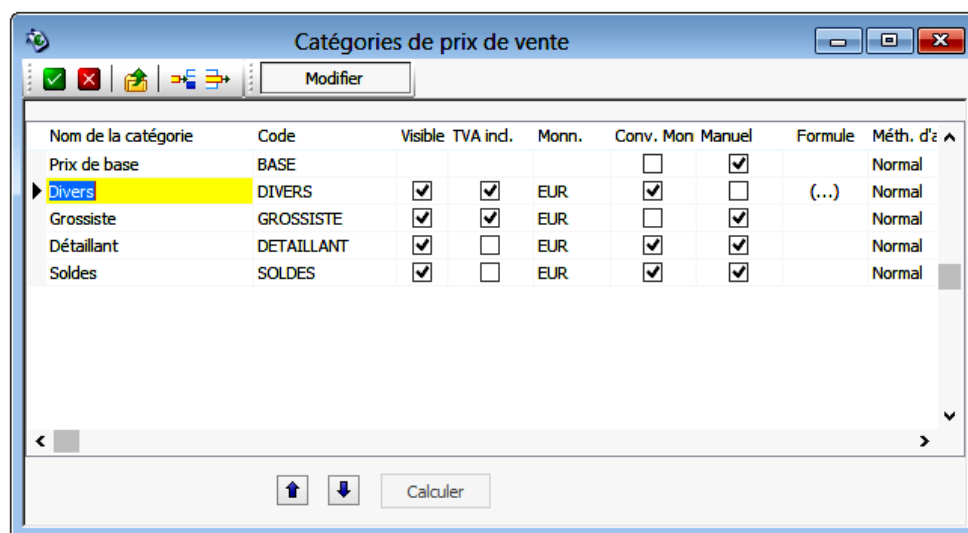 Catégories de prix de vente
Modifier
Nom de la catégorie Code Visible TVA incl. Monn. Conv. Mon Manuel Formule Méth. d'a
Prix de base BASE Normal
Divers DIVERS EUR (...) Normal
Grossiste GROSSISTE EUR Normal
Détaillant DETAILLANT EUR Normal
Soldes SOLDES EUR Normal
Calculer